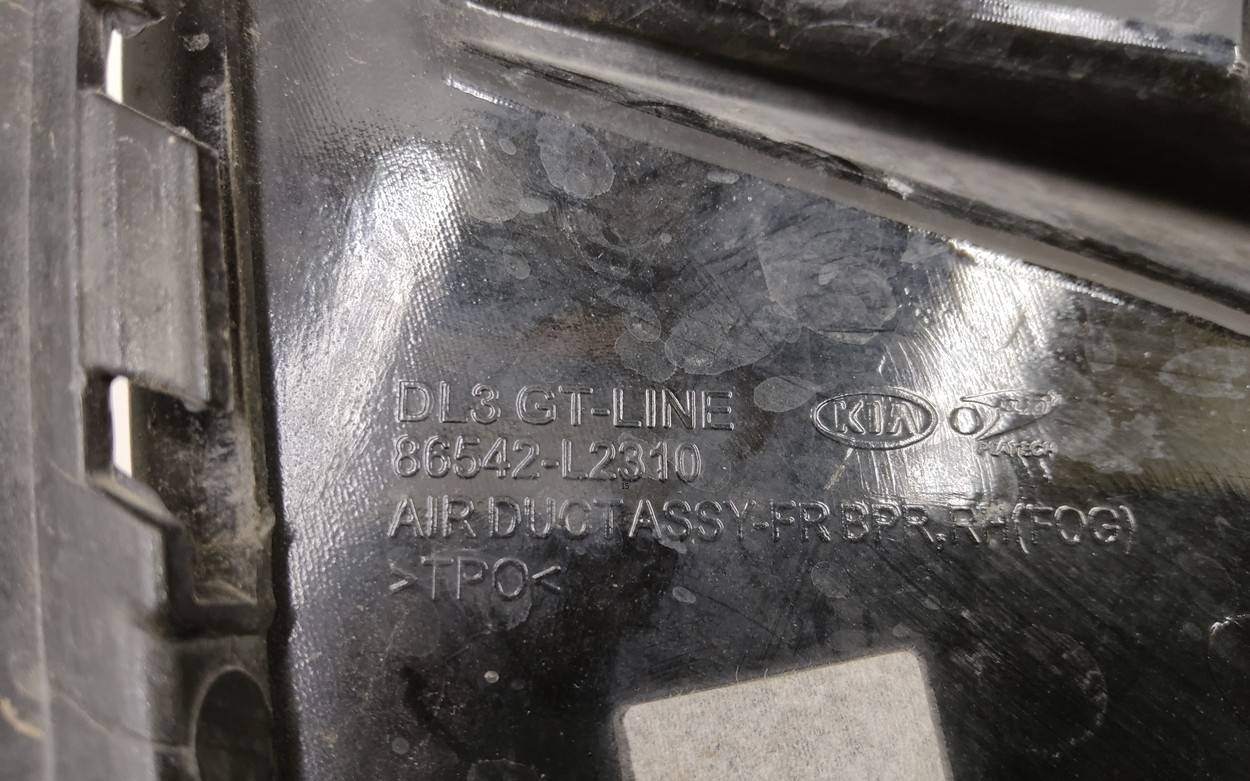 DL3 GT-LINE KIA
86542-L2310
AIR DUCT ASSY-FR BPR,RH(FOG)
>TPO<